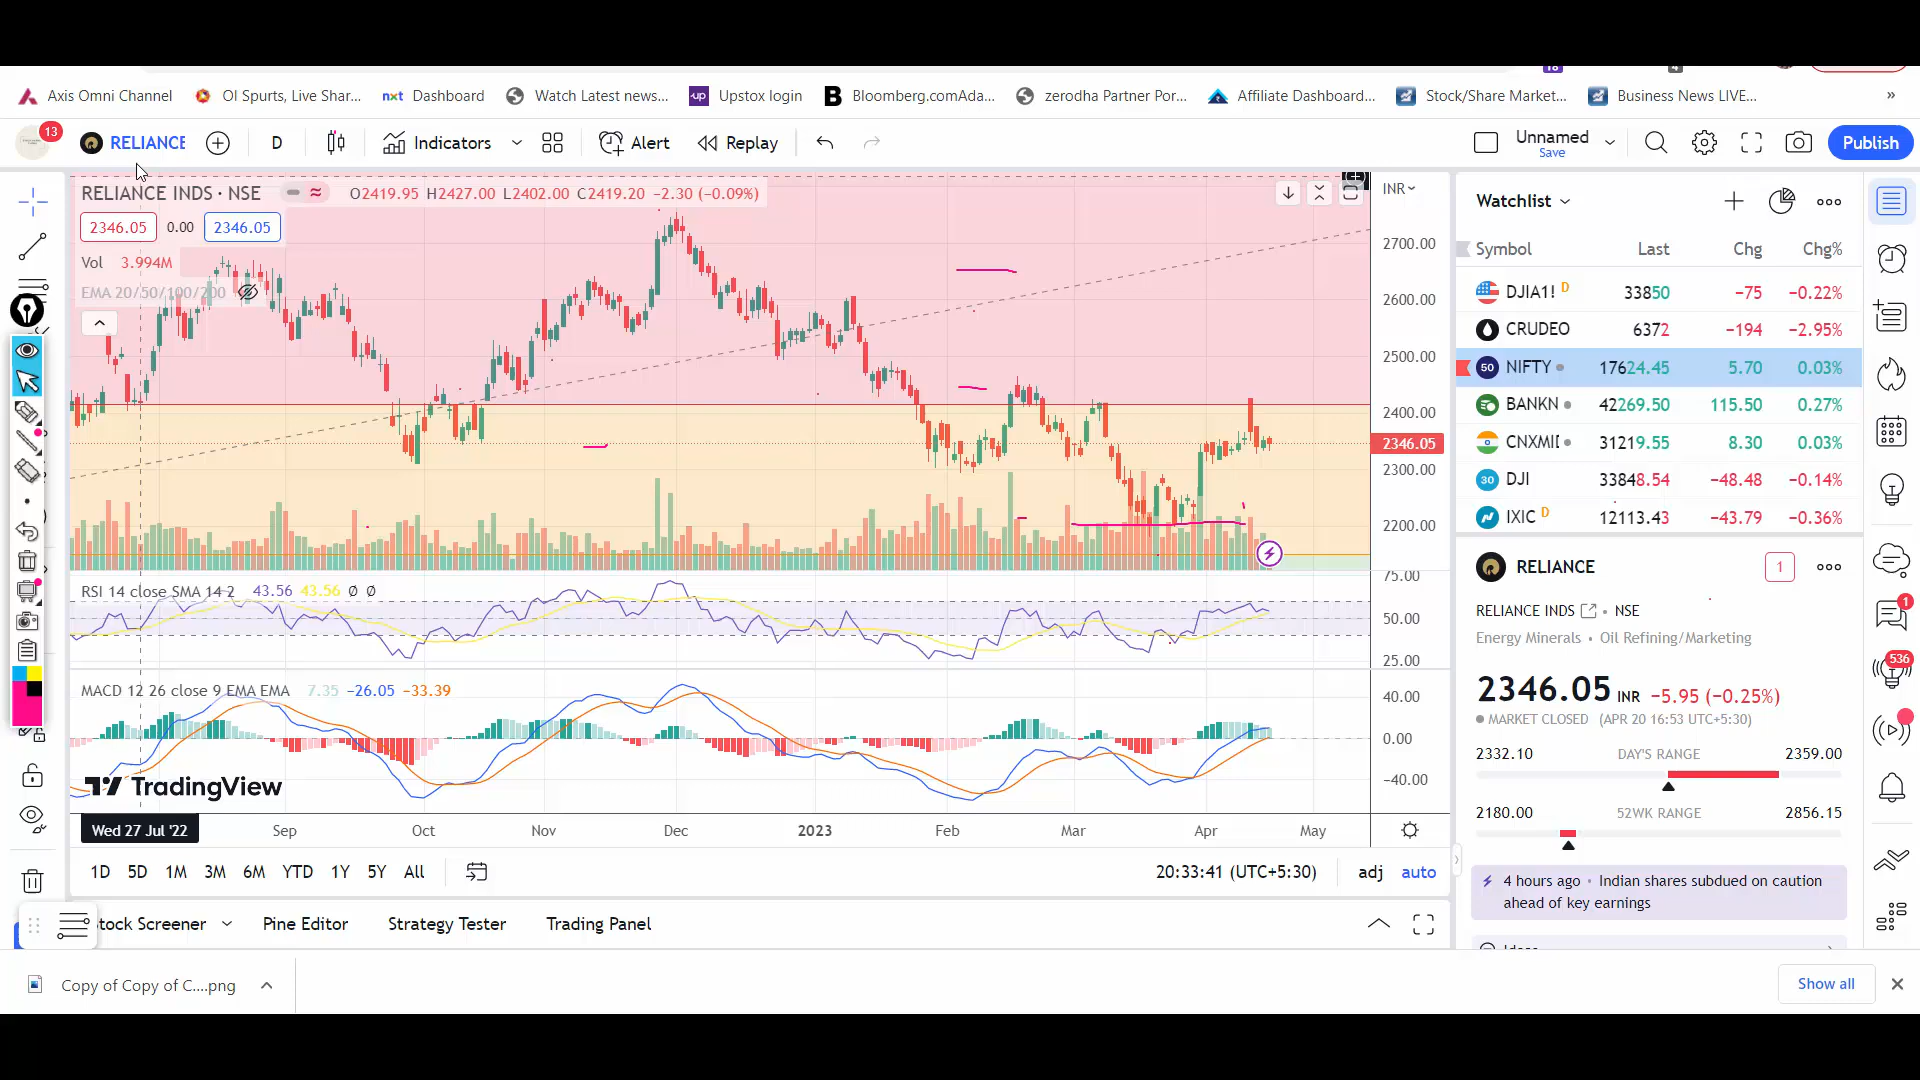 Axis Omni Channel
OI Spurts, Live Shar...
nxt Dashboard
Watch Latest news...
up Upstox login
B Bloomberg.comAda...
zerodha Partner Por...
Affiliate Dashboard...
Stock/Share Market...
Business News LIVE...
»
13
RELIANCE
D
Indicators
Alert
Replay
Unnamed
Save
Publish
RELIANCE INDS · NSE
O2419.95 H2427.00 L2402.00 C2419.20 −2.30 (−0.09%)
2346.05 0.00 2346.05
Vol 3.994M
EMA 20/50/100/200
INR
2700.00
2600.00
2500.00
2400.00
2346.05
2300.00
2200.00
RSI 14 close SMA 14 2 43.56 43.56 Ø Ø
75.00
50.00
25.00
MACD 12 26 close 9 EMA EMA 7.35 −26.05 −33.39
40.00
0.00
−40.00
TradingView
Wed 27 Jul '22 Sep Oct Nov Dec 2023 Feb Mar Apr May
1D 5D 1M 3M 6M YTD 1Y 5Y All
20:33:41 (UTC+5:30)
adj auto
Stock Screener
Pine Editor
Strategy Tester
Trading Panel
Watchlist
Symbol Last Chg Chg%
DJIA1! D 33850 −75 −0.22%
CRUDEO 6372 −194 −2.95%
50 NIFTY 17624.45 5.70 0.03%
BANKN 42269.50 115.50 0.27%
CNXMI 31219.55 8.30 0.03%
30 DJI 33848.54 −48.48 −0.14%
IXIC D 12113.43 −43.79 −0.36%
RELIANCE 1
RELIANCE INDS • NSE
Energy Minerals • Oil Refining/Marketing
2346.05 INR −5.95 (−0.25%)
MARKET CLOSED (APR 20 16:53 UTC+5:30)
2332.10 DAY'S RANGE 2359.00
2180.00 52WK RANGE 2856.15
4 hours ago • Indian shares subdued on caution
ahead of key earnings
1
536
Copy of Copy of C....png
Show all